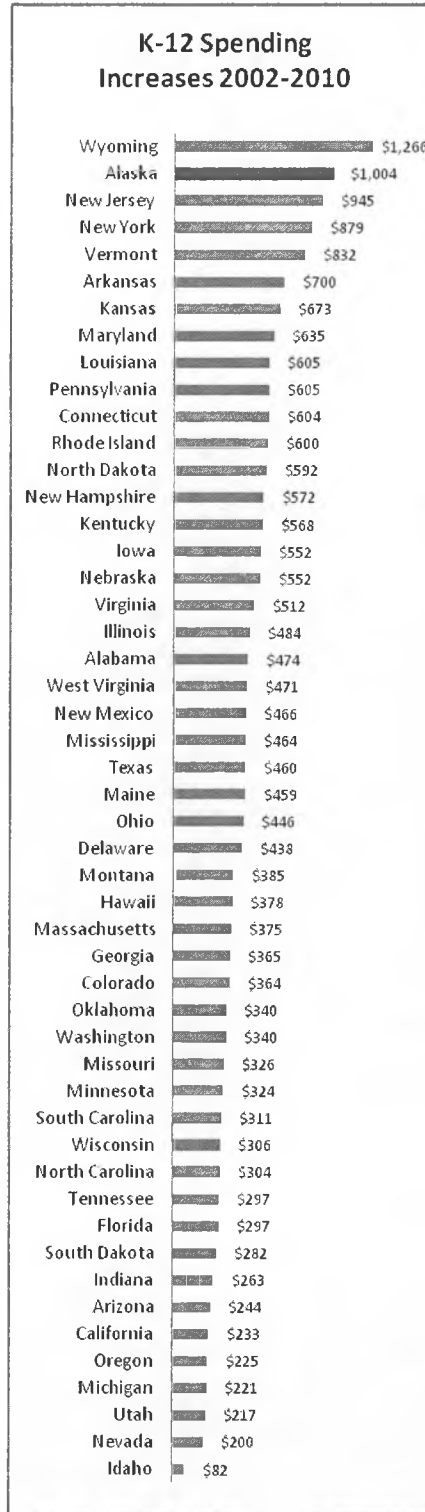 K-12 Spending
Increases 2002-2010
Wyoming $1,266
Alaska $1,004
New Jersey $945
New York $879
Vermont $832
Arkansas $700
Kansas $673
Maryland $635
Louisiana $605
Pennsylvania $605
Connecticut $604
Rhode Island $600
North Dakota $592
New Hampshire $572
Kentucky $568
Iowa $552
Nebraska $552
Virginia $512
Illinois $484
Alabama $474
West Virginia $471
New Mexico $466
Mississippi $464
Texas $460
Maine $459
Ohio $446
Delaware $438
Montana $385
Hawaii $378
Massachusetts $375
Georgia $365
Colorado $364
Oklahoma $340
Washington $340
Missouri $326
Minnesota $324
South Carolina $311
Wisconsin $306
North Carolina $304
Tennessee $297
Florida $297
South Dakota $282
Indiana $263
Arizona $244
California $233
Oregon $225
Michigan $221
Utah $217
Nevada $200
Idaho $82